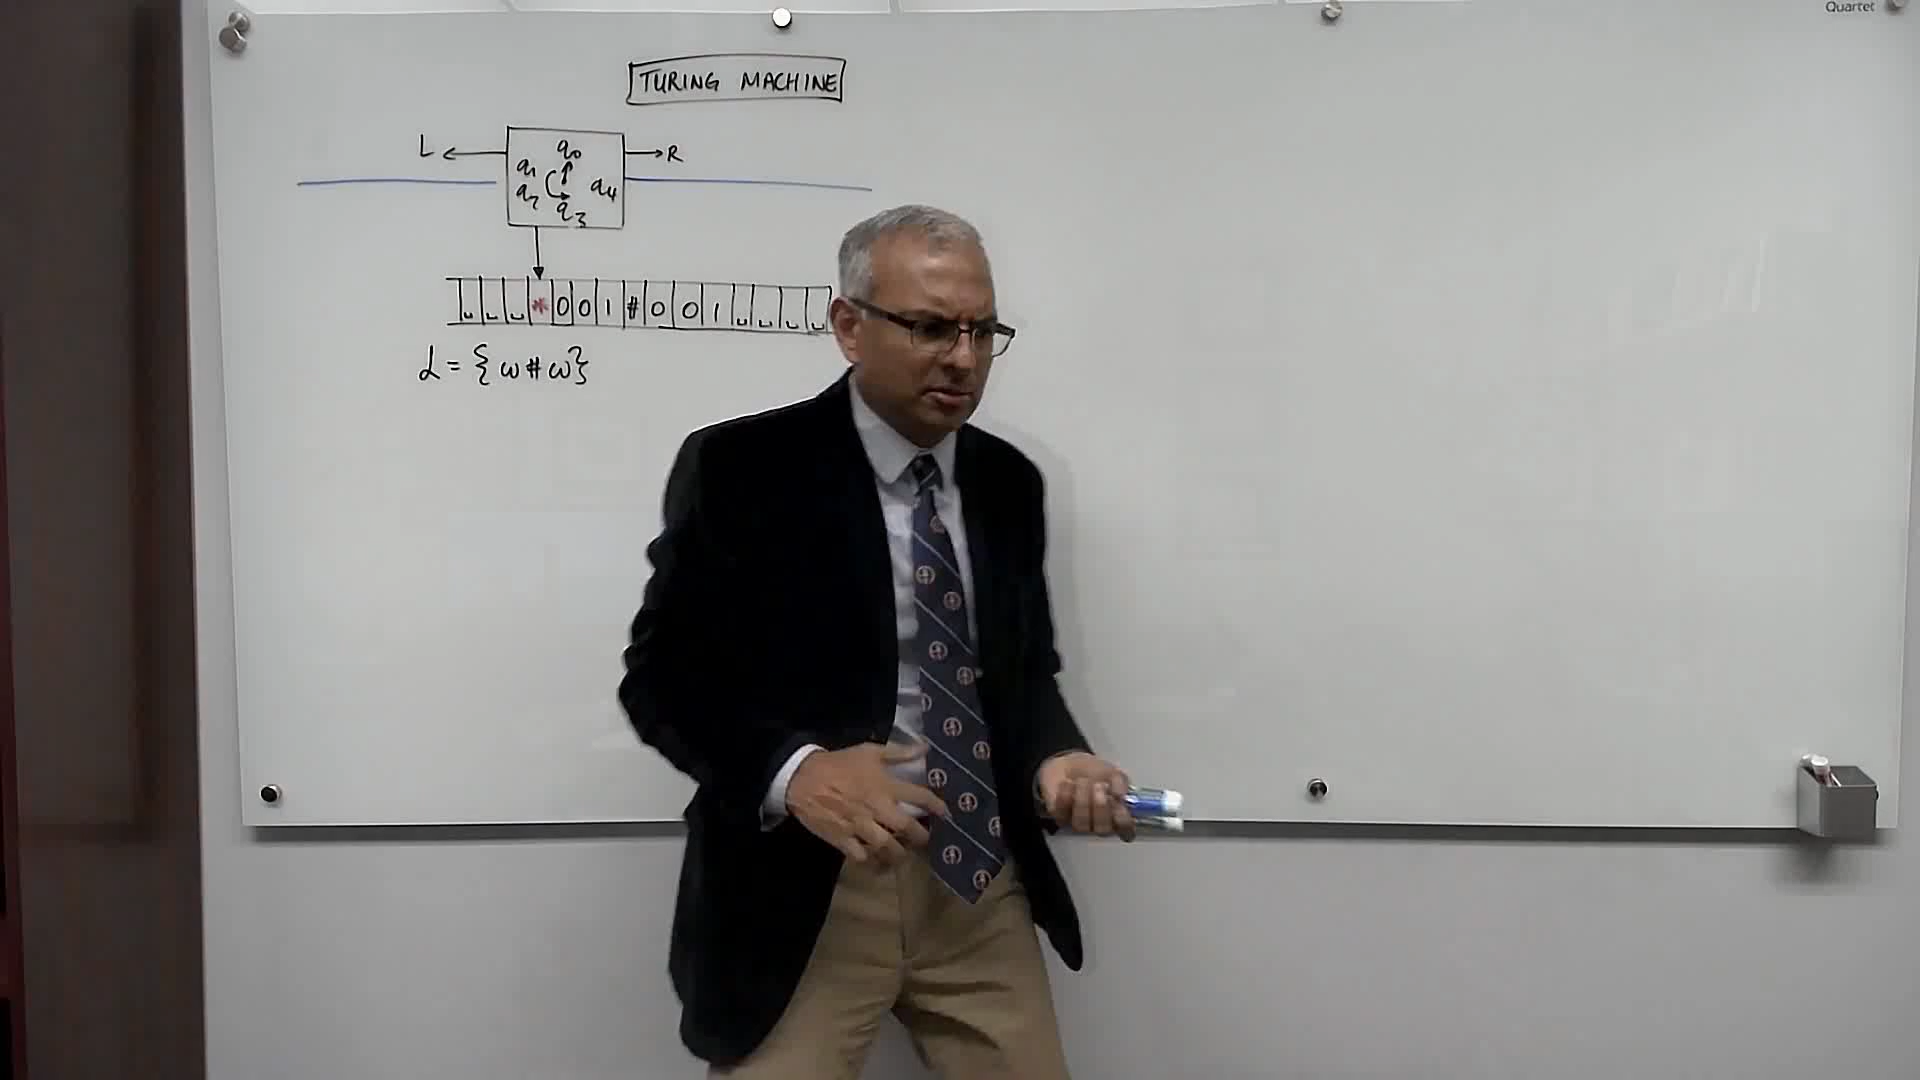 Quartet
TURING MACHINE
L R
q0
q1 q4
q2
q3
␣ ␣ ␣ * 0 0 1 # 0 0 1 ␣ ␣ ␣ ␣
L = { w # w }